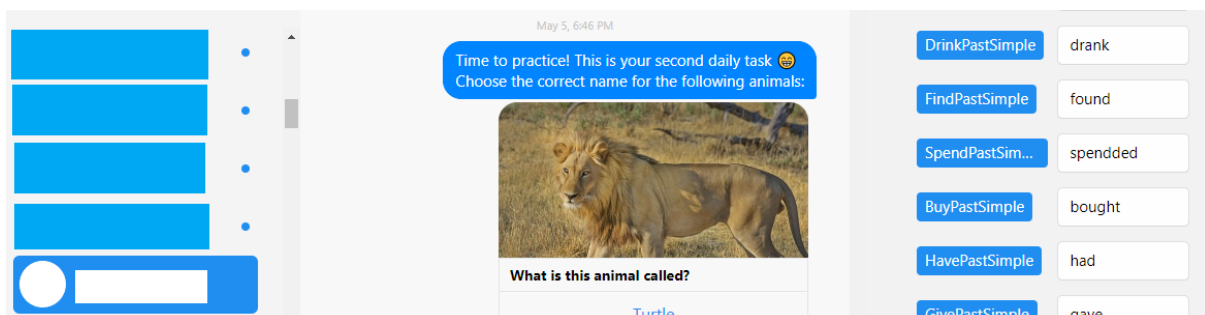 May 5, 6:46 PM
Time to practice! This is your second daily task 😁
Choose the correct name for the following animals:
What is this animal called?
Turtle
DrinkPastSimple drank
FindPastSimple found
SpendPastSim... spendded
BuyPastSimple bought
HavePastSimple had
GivePastSimple gave